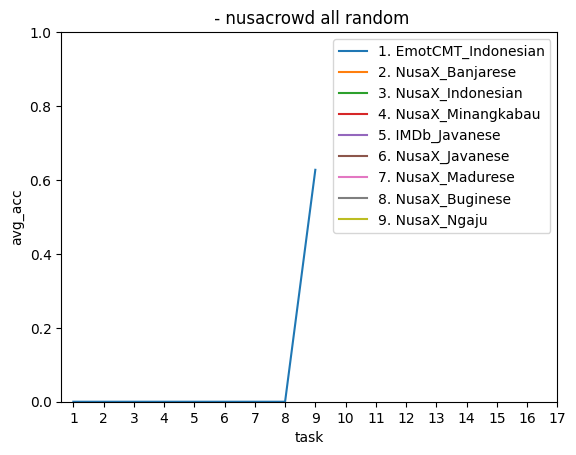 - nusacrowd all random
1.0
0.8
0.6
0.4
0.2
0.0
avg_acc
1. EmotCMT_Indonesian
2. NusaX_Banjarese
3. NusaX_Indonesian
4. NusaX_Minangkabau
5. IMDb_Javanese
6. NusaX_Javanese
7. NusaX_Madurese
8. NusaX_Buginese
9. NusaX_Ngaju
1 2 3 4 5 6 7 8 9 10 11 12 13 14 15 16 17
task